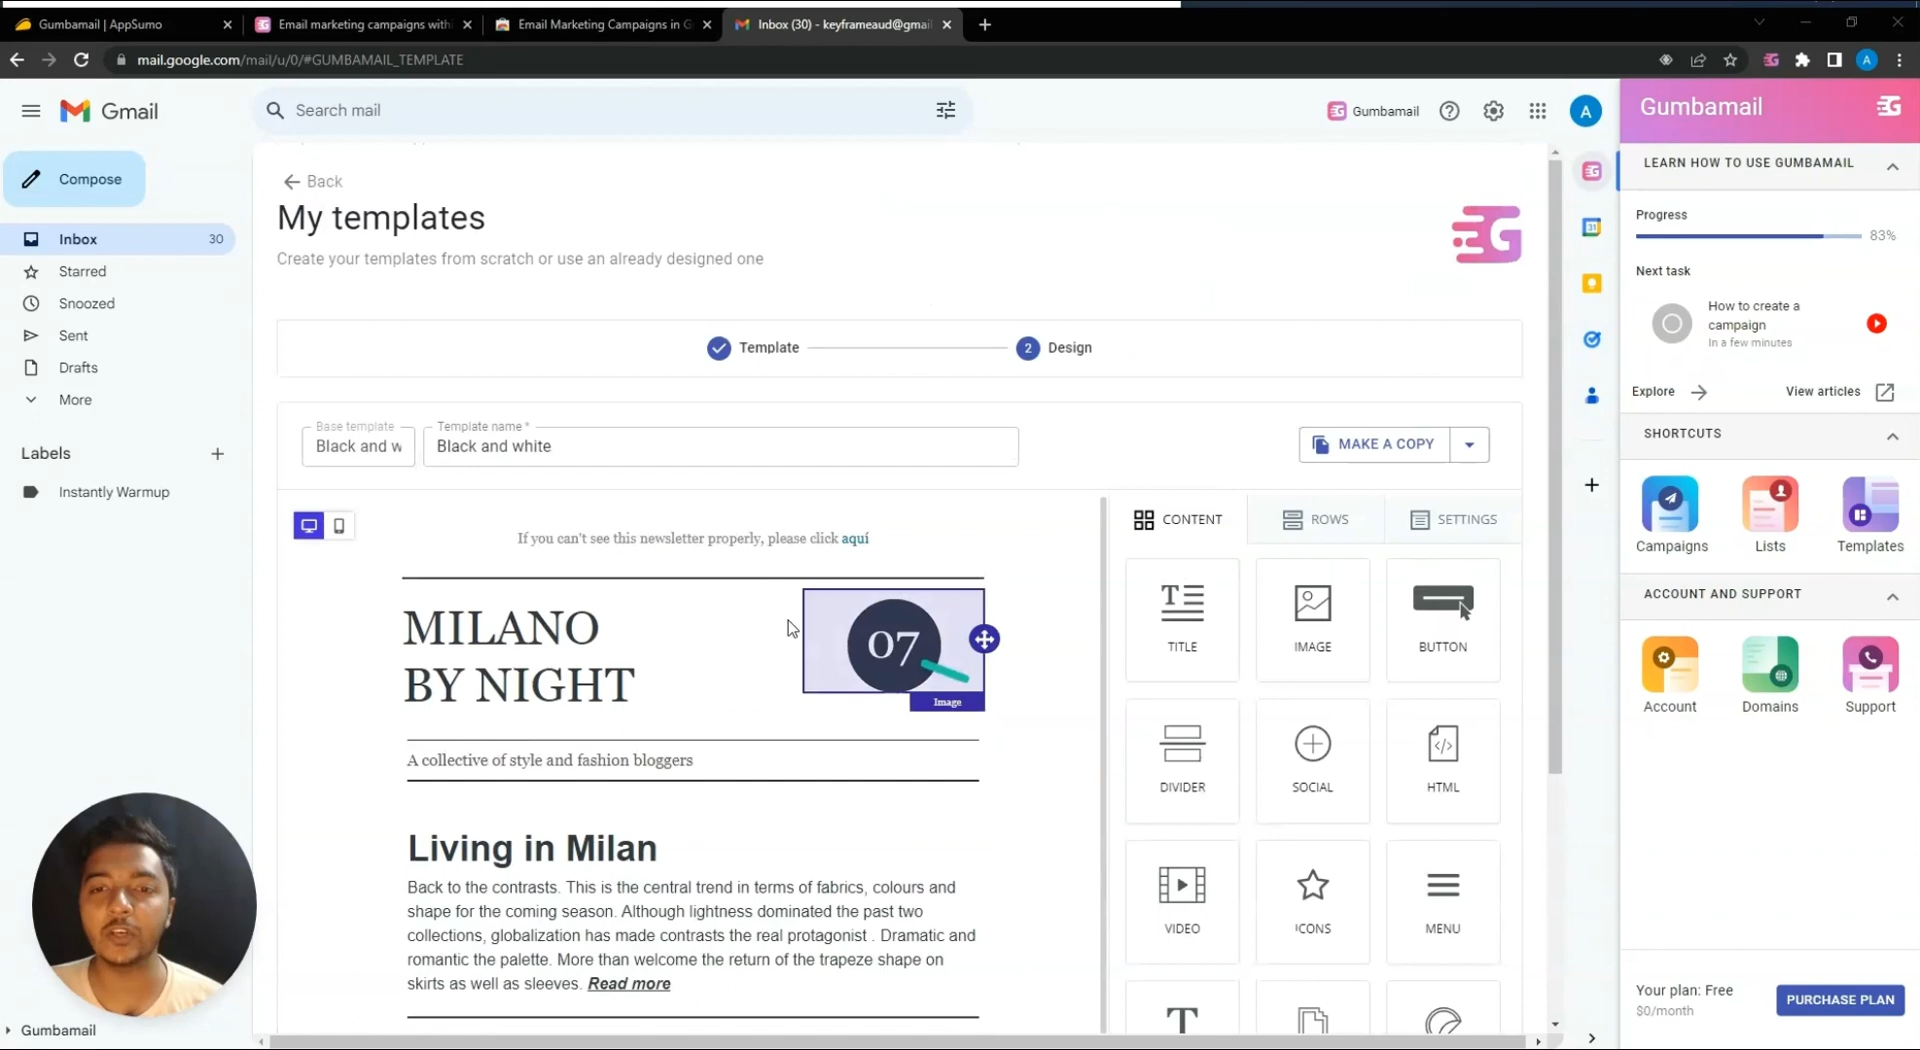 Gumbamail | AppSumo
Email marketing campaigns with
Email Marketing Campaigns in G
Inbox (30) - keyframeaud@gmai
mail.google.com/mail/u/0/#GUMBAMAIL_TEMPLATE
A
Gmail
Search mail
Gumbamail
A
Gumbamail
Compose
Inbox 30
Starred
Snoozed
Sent
Drafts
More
Labels
Instantly Warmup
Gumbamail
Back
My templates
Create your templates from scratch or use an already designed one
G
Template
2 Design
Base template
Black and w
Template name *
Black and white
MAKE A COPY
If you can't see this newsletter properly, please click aquí
MILANO
BY NIGHT
07
Image
A collective of style and fashion bloggers
Living in Milan
Back to the contrasts. This is the central trend in terms of fabrics, colours and
shape for the coming season. Although lightness dominated the past two
collections, globalization has made contrasts the real protagonist . Dramatic and
romantic the palette. More than welcome the return of the trapeze shape on
skirts as well as sleeves. Read more
CONTENT
ROWS
SETTINGS
TITLE
IMAGE
BUTTON
DIVIDER
SOCIAL
HTML
VIDEO
ICONS
MENU
31
LEARN HOW TO USE GUMBAMAIL
Progress
83%
Next task
How to create a
campaign
In a few minutes
Explore
View articles
SHORTCUTS
Campaigns
Lists
Templates
ACCOUNT AND SUPPORT
Account
Domains
Support
Your plan: Free
$0/month
PURCHASE PLAN